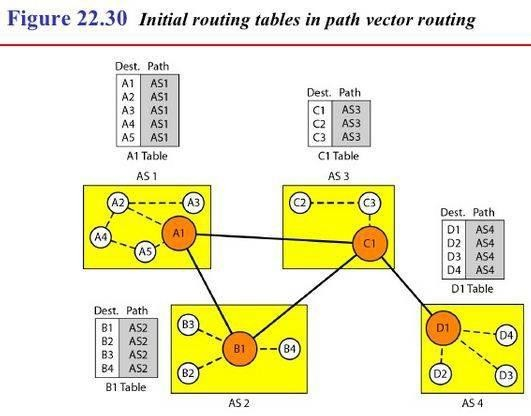 Figure 22.30 Initial routing tables in path vector routing
Dest. Path
A1 AS1
A2 AS1
A3 AS1
A4 AS1
A5 AS1
A1 Table
AS 1
Dest. Path
C1 AS3
C2 AS3
C3 AS3
C1 Table
AS 3
A2
A3
A4
A5
A1
C2
C3
C1
Dest. Path
D1 AS4
D2 AS4
D3 AS4
D4 AS4
D1 Table
Dest. Path
B1 AS2
B2 AS2
B3 AS2
B4 AS2
B1 Table
B3
B1
B4
B2
AS 2
D1
D4
D2
D3
AS 4